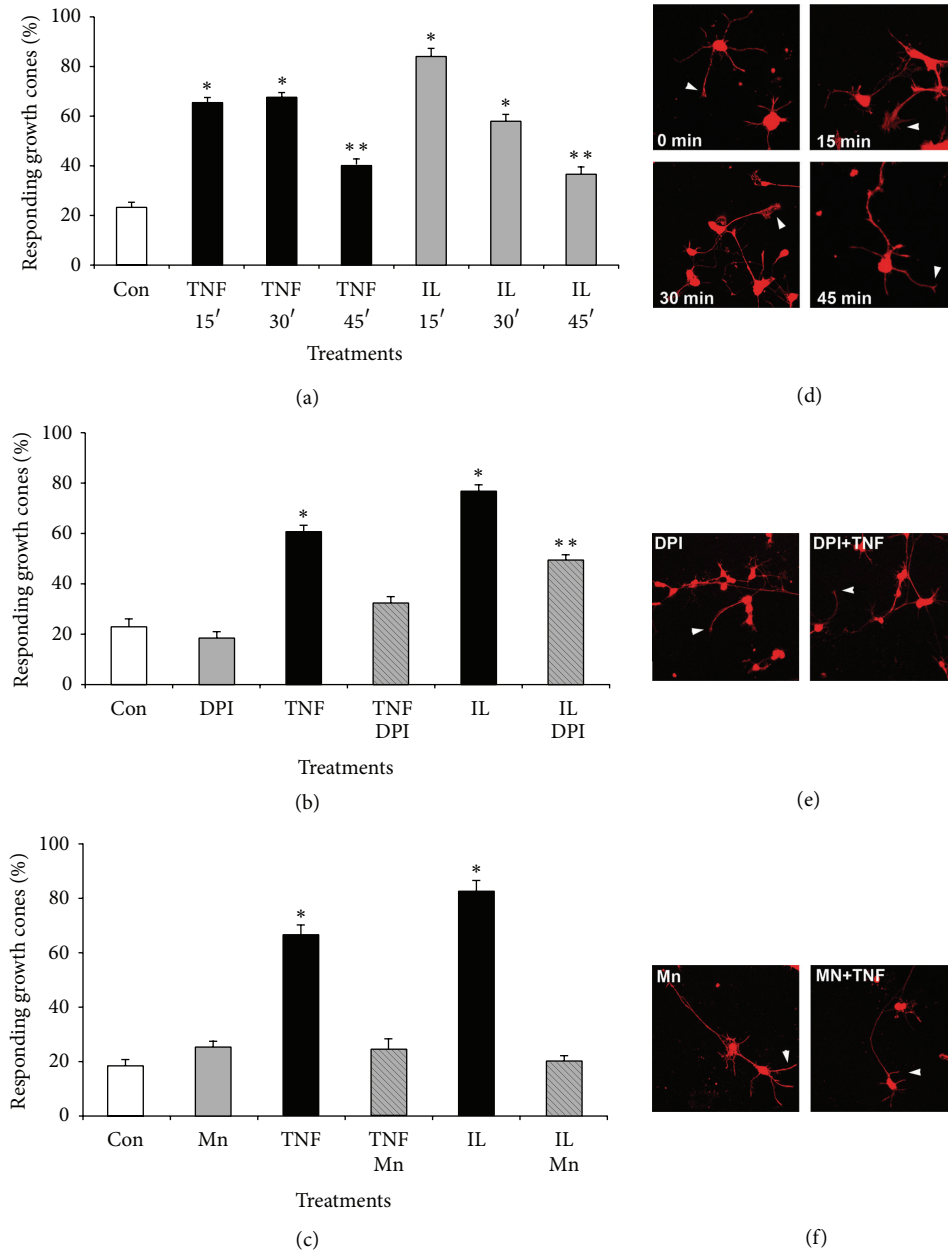 Responding growth cones (%)
100
80
60
40
20
0
*
*
**
*
*
**
Con
TNF
15′
TNF
30′
TNF
45′
IL
15′
IL
30′
IL
45′
Treatments
(a)
0 min
15 min
30 min
45 min
(d)
Responding growth cones (%)
100
80
60
40
20
0
*
*
**
Con
DPI
TNF
TNF
DPI
IL
IL
DPI
Treatments
(b)
DPI
DPI+TNF
(e)
Responding growth cones (%)
100
80
60
40
20
0
*
*
Con
Mn
TNF
TNF
Mn
IL
IL
Mn
Treatments
(c)
Mn
MN+TNF
(f)